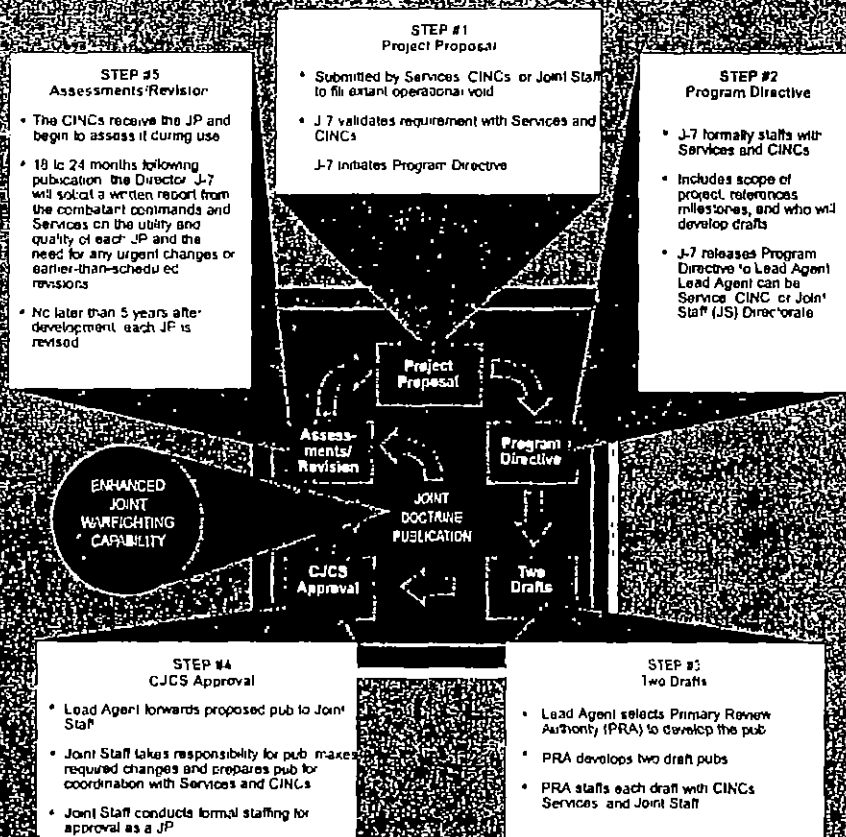 STEP #1
Project Proposal
• Submitted by Services CINCs or Joint Staff
to fill extant operational void
• J 7 validates requirement with Services and
CINCs
J-7 initiates Program Directive
STEP #2
Program Directive
• J-7 formally staffs with
Services and CINCs
• Includes scope of
project references
milestones, and who will
develop drafts
• J-7 releases Program
Directive to Lead Agent
Lead Agent can be
Service CINC or Joint
Staff (JS) Directorate
STEP #3
Two Drafts
• Lead Agent selects Primary Review
Authority (PRA) to develop the pub
• PRA develops two draft pubs
• PRA staffs each draft with CINCs
Services and Joint Staff
STEP #4
CJCS Approval
• Lead Agent forwards proposed pub to Joint
Staff
• Joint Staff takes responsibility for pub makes
required changes and prepares pub for
coordination with Services and CINCs
• Joint Staff conducts formal staffing for
approval as a JP
STEP #5
Assessments/Revision
• The CINCs receive the JP and
begin to assess it during use
• 18 to 24 months following
publication the Director J-7
will solicit a written report from
the combatant commands and
Services on the utility and
quality of each JP and the
need for any urgent changes or
earlier-than-scheduled
revisions
• No later than 5 years after
development each JP is
revised
Project
Proposal
Program
Directive
Two
Drafts
CJCS
Approval
Assess-
ments/
Revision
JOINT
DOCTRINE
PUBLICATION
ENHANCED
JOINT
WARFIGHTING
CAPABILITY